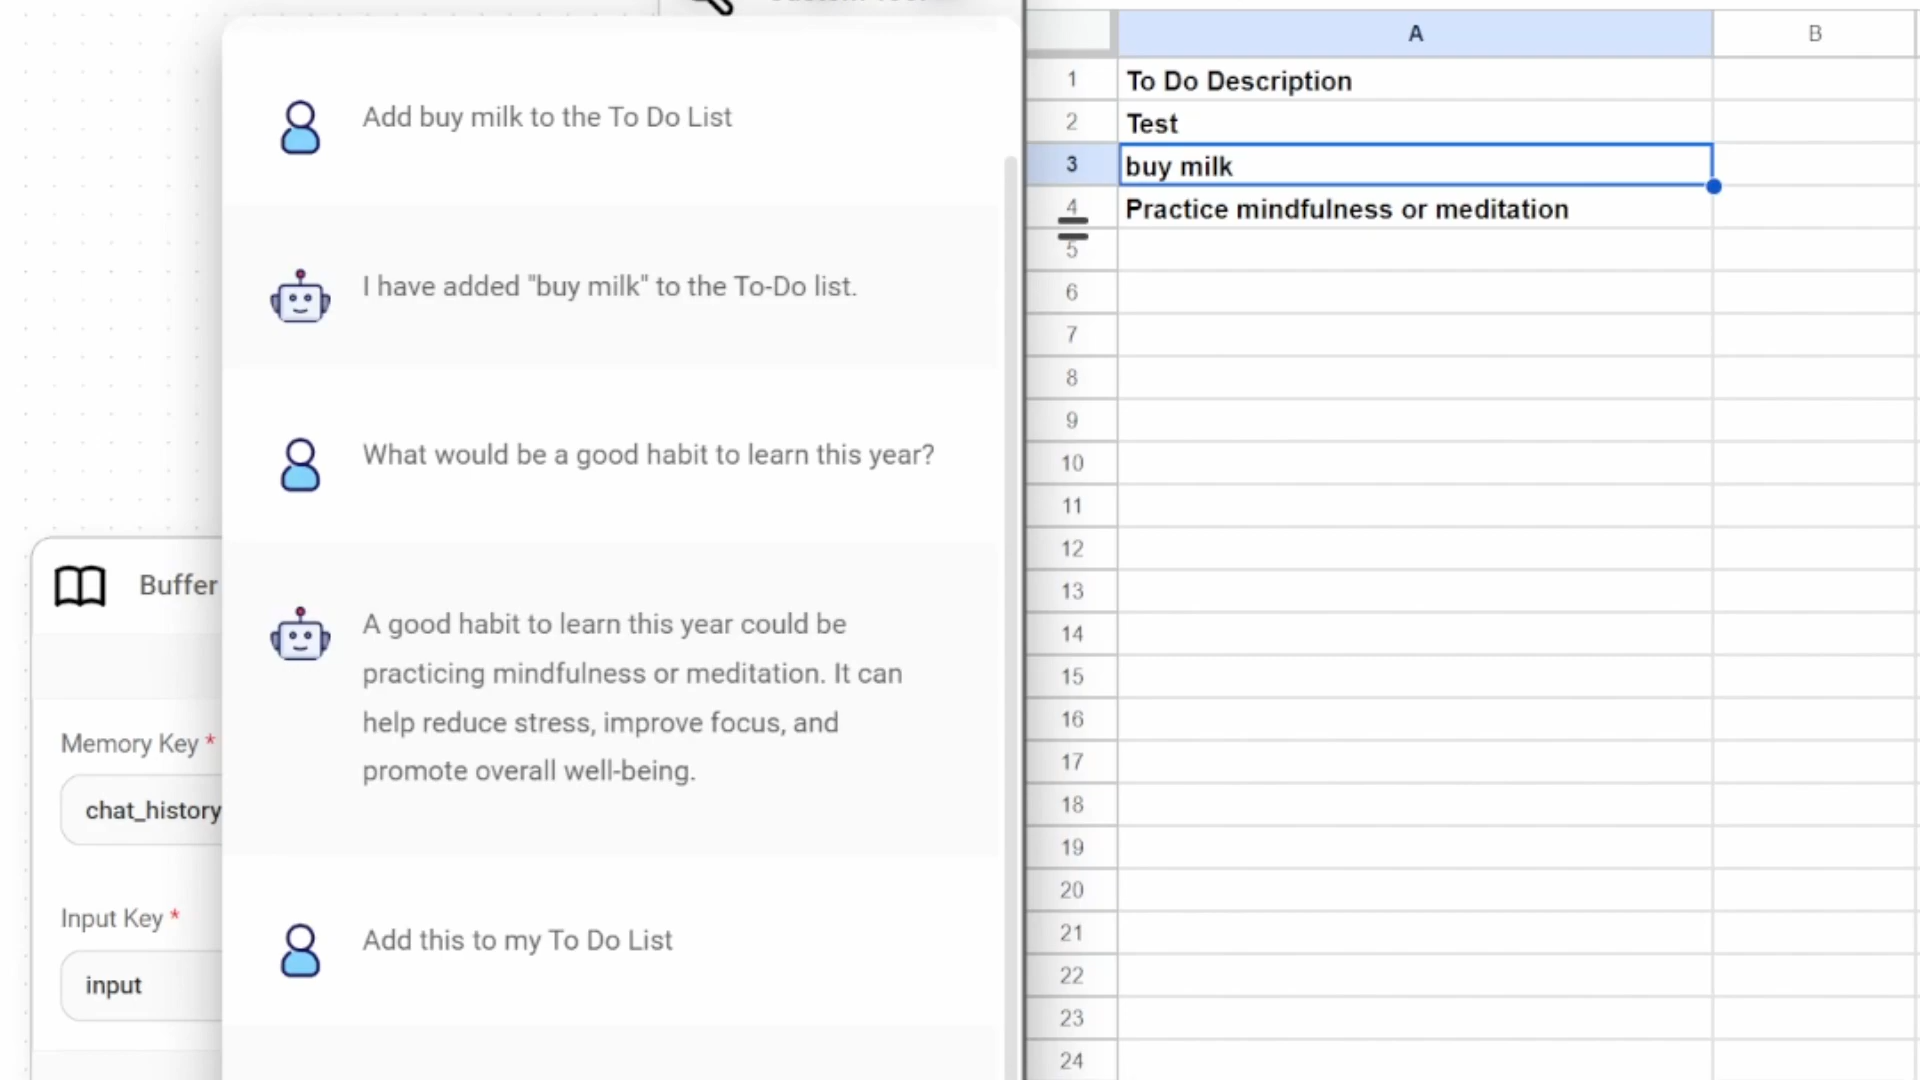 Add buy milk to the To Do List
I have added "buy milk" to the To-Do list.
What would be a good habit to learn this year?
A good habit to learn this year could be
practicing mindfulness or meditation. It can
help reduce stress, improve focus, and
promote overall well-being.
Add this to my To Do List
Buffer
Memory Key *
chat_history
Input Key *
input
A B
1 To Do Description
2 Test
3 buy milk
4 Practice mindfulness or meditation
5
6
7
8
9
10
11
12
13
14
15
16
17
18
19
20
21
22
23
24